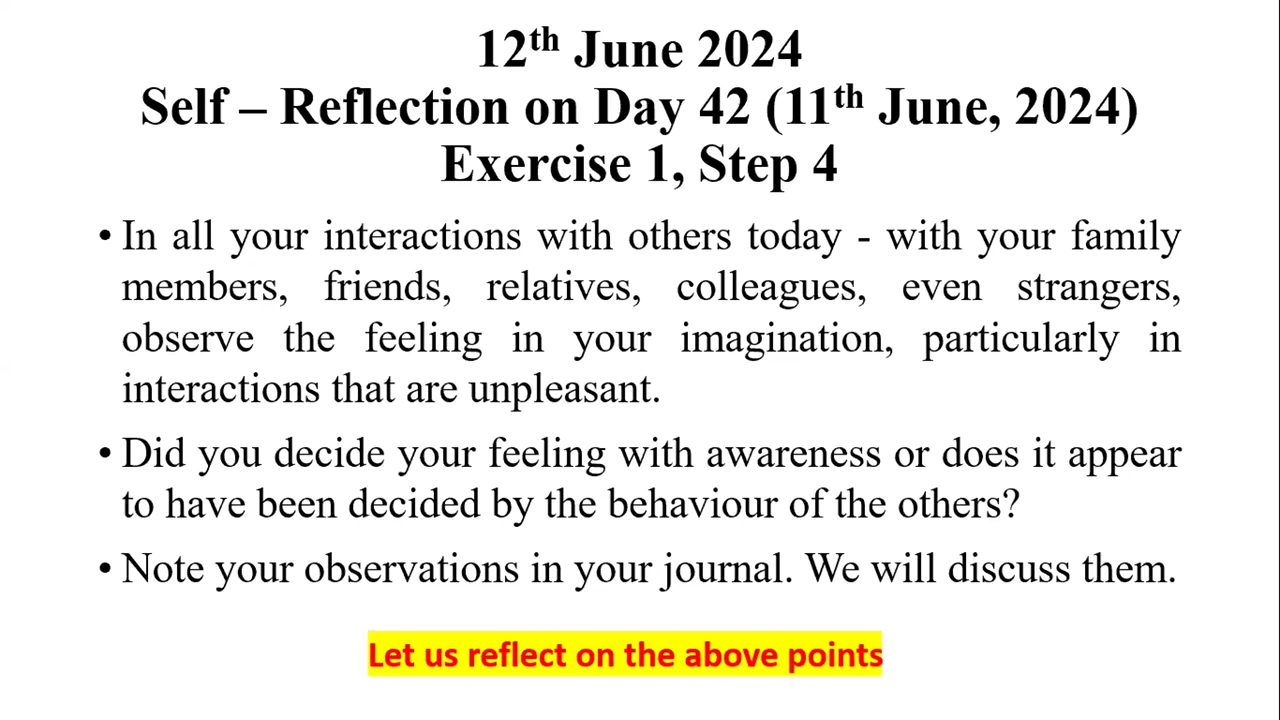 12th June 2024
Self – Reflection on Day 42 (11th June, 2024)
Exercise 1, Step 4
• In all your interactions with others today - with your family
members, friends, relatives, colleagues, even strangers,
observe the feeling in your imagination, particularly in
interactions that are unpleasant.
• Did you decide your feeling with awareness or does it appear
to have been decided by the behaviour of the others?
• Note your observations in your journal. We will discuss them.
Let us reflect on the above points